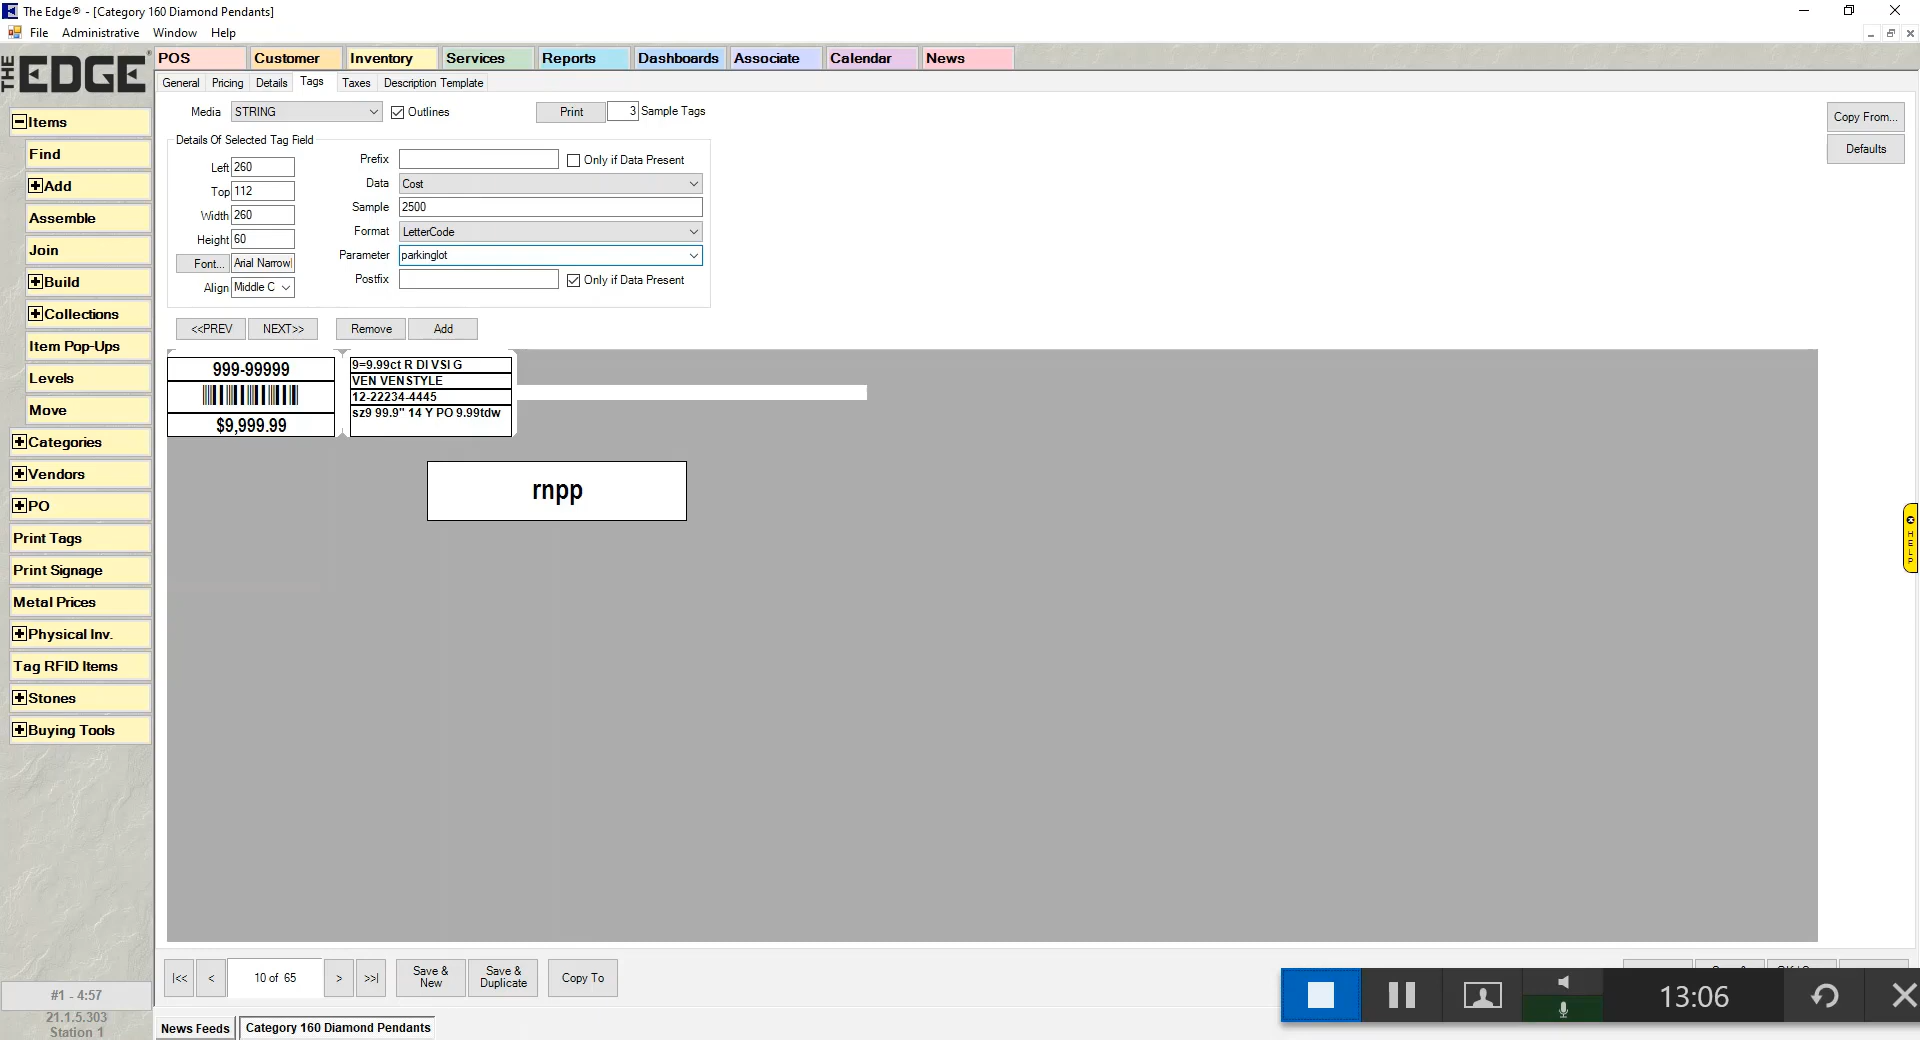 The Edge® - [Category 160 Diamond Pendants]
File Administrative Window Help
THE EDGE®
POS Customer Inventory Services Reports Dashboards Associate Calendar News
General Pricing Details Tags Taxes Description Template
Media STRING Outlines Print 3 Sample Tags
Copy From...
Defaults
Details Of Selected Tag Field
Left 260
Top 112
Width 260
Height 60
Font... Arial Narrow
Align Middle C
Prefix Only if Data Present
Data Cost
Sample 2500
Format LetterCode
Parameter parkinglot
Postfix Only if Data Present
<<PREV NEXT>> Remove Add
999-99999
$9,999.99
9=9.99ct R DI VSI G
VEN VENSTYLE
12-22234-4445
sz9 99.9" 14 Y PO 9.99tdw
rnpp
Items
Find
Add
Assemble
Join
Build
Collections
Item Pop-Ups
Levels
Move
Categories
Vendors
PO
Print Tags
Print Signage
Metal Prices
Physical Inv.
Tag RFID Items
Stones
Buying Tools
HELP
#1 - 4:57
21.1.5.303
Station 1
|<< < 10 of 65 > >>|
Save & New
Save & Duplicate
Copy To
13:06
News Feeds Category 160 Diamond Pendants